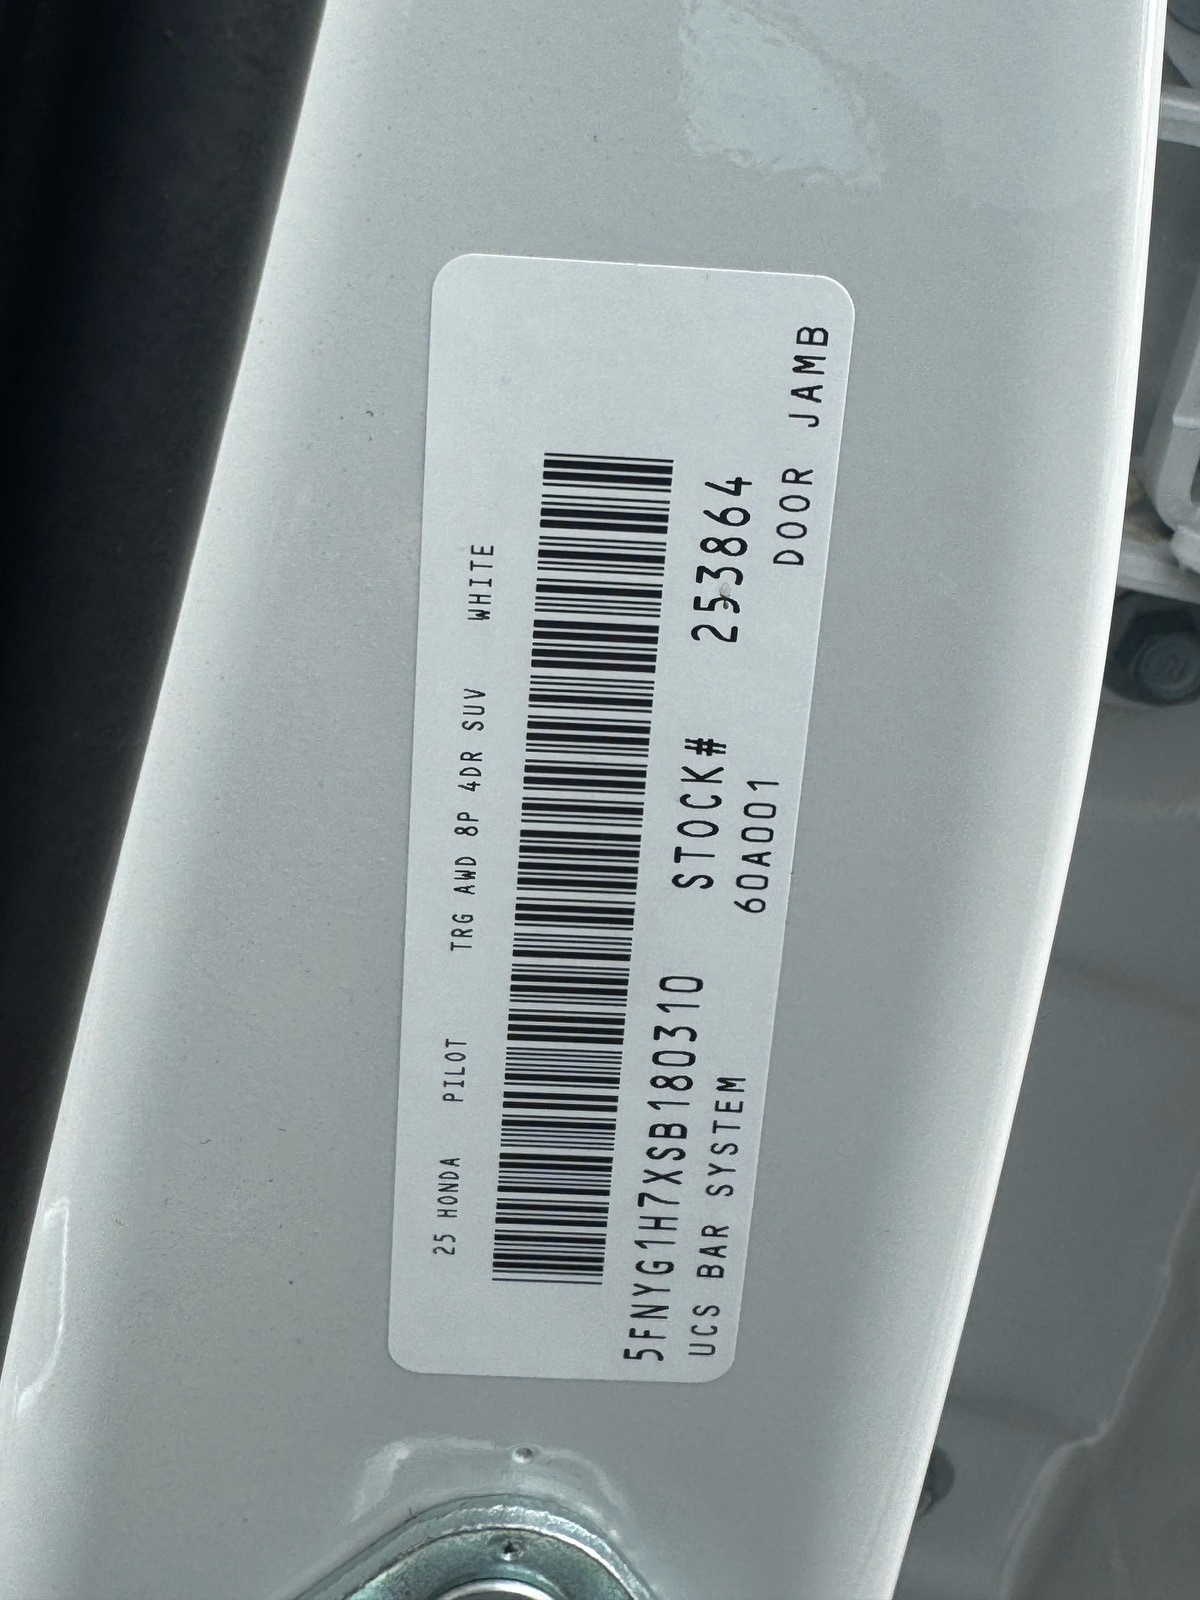 25 HONDA PILOT TRG AWD 8P 4DR SUV WHITE
5FNYG1H7XSB180310 STOCK# 253864
UCS BAR SYSTEM 60A001 DOOR JAMB